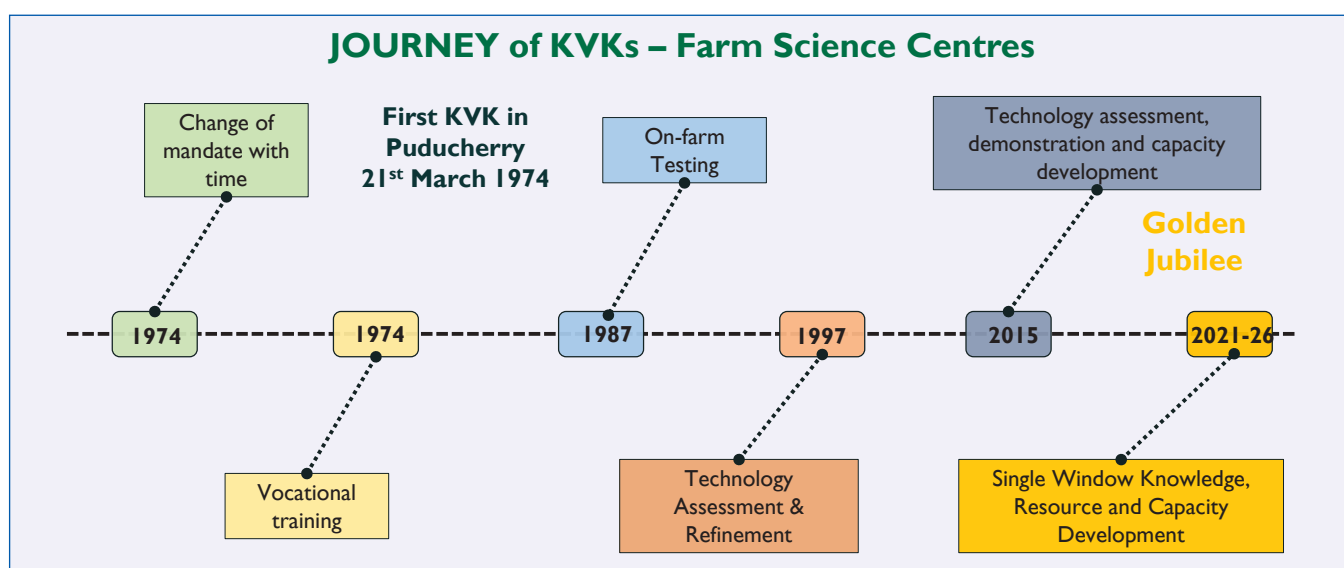 JOURNEY of KVKs – Farm Science Centres
Change of
mandate with
time
First KVK in
Puducherry
21st March 1974
On-farm
Testing
Technology assessment,
demonstration and capacity
development
Golden
Jubilee
1974
1974
1987
1997
2015
2021-26
Vocational
training
Technology
Assessment &
Refinement
Single Window Knowledge,
Resource and Capacity
Development